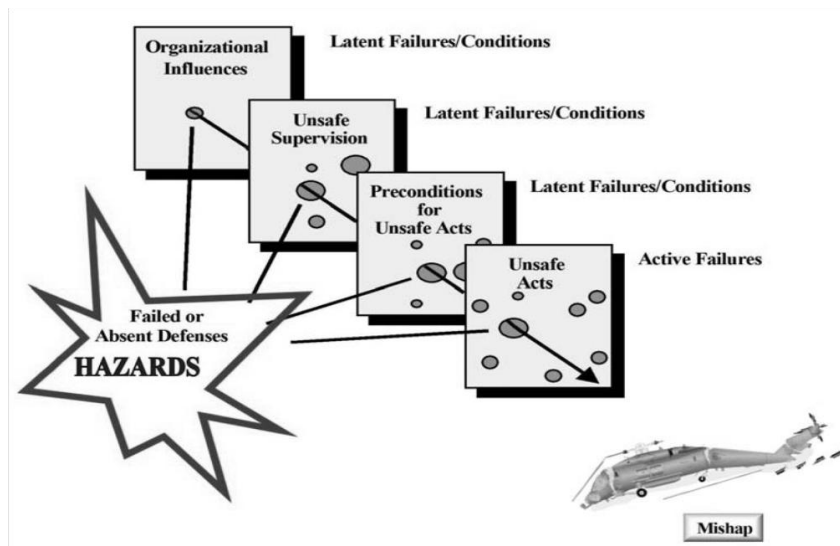 Organizational
Influences
Latent Failures/Conditions
Unsafe
Supervision
Latent Failures/Conditions
Preconditions
for
Unsafe Acts
Latent Failures/Conditions
Unsafe
Acts
Active Failures
Failed or
Absent Defenses
HAZARDS
Mishap